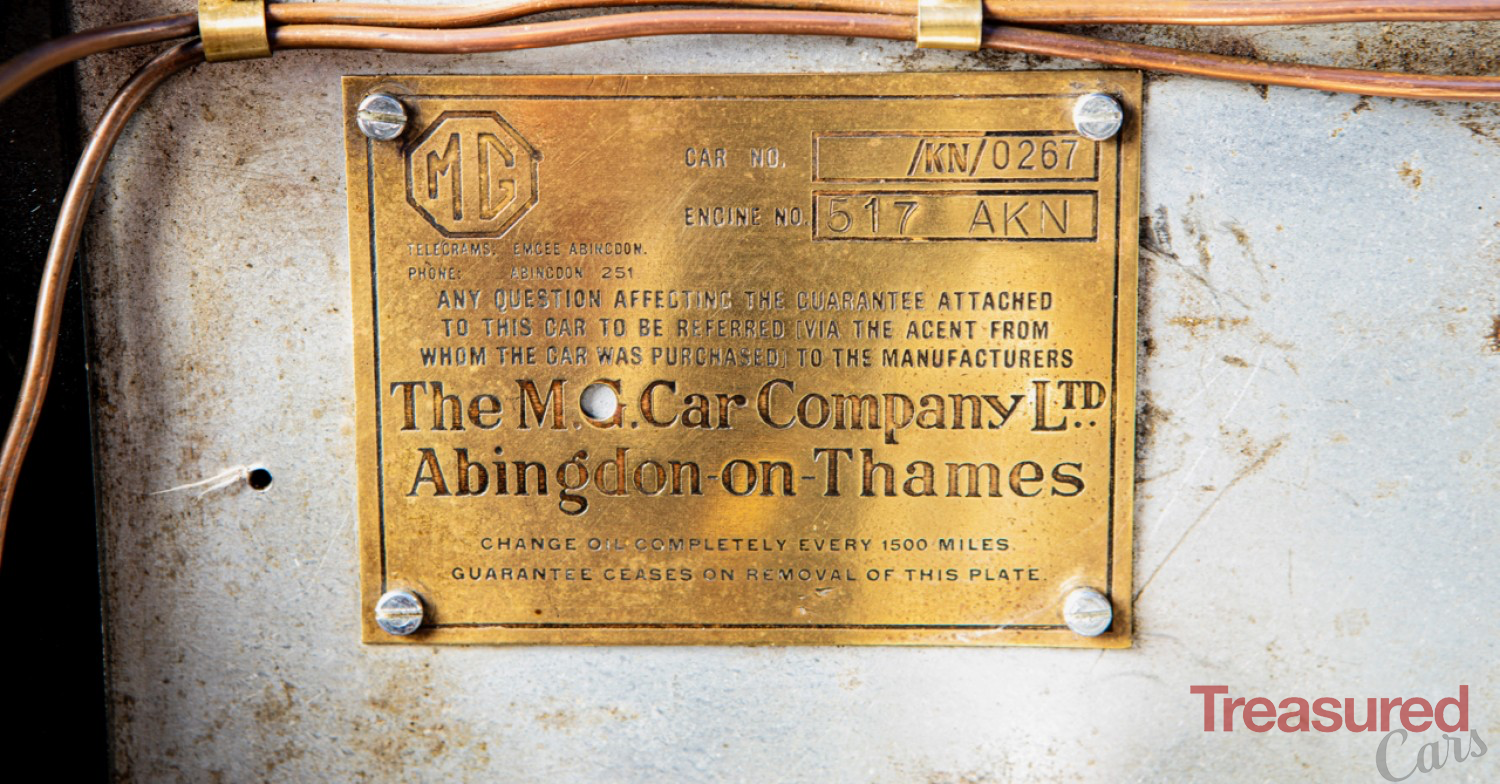 MG
CAR NO. /KN/0267
ENGINE NO. 517 AKN
TELEGRAMS: EMGEE ABINGDON.
PHONE: ABINGDON 251
ANY QUESTION AFFECTING THE GUARANTEE ATTACHED
TO THIS CAR TO BE REFERRED (VIA THE AGENT FROM
WHOM THE CAR WAS PURCHASED) TO THE MANUFACTURERS
The M.G. Car Company LTD.
Abingdon-on-Thames
CHANGE OIL COMPLETELY EVERY 1500 MILES.
GUARANTEE CEASES ON REMOVAL OF THIS PLATE.
Treasured
Cars